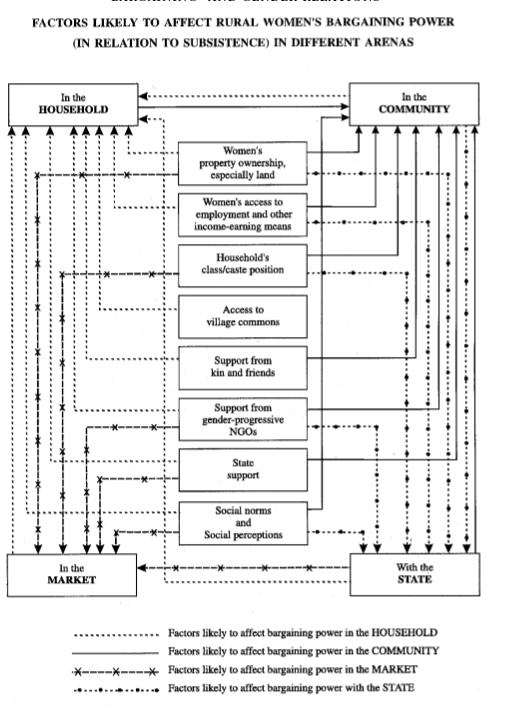 FACTORS LIKELY TO AFFECT RURAL WOMEN'S BARGAINING POWER
(IN RELATION TO SUBSISTENCE) IN DIFFERENT ARENAS
In the
HOUSEHOLD
In the
COMMUNITY
Women's
property ownership,
especially land
Women's access to
employment and other
income-earning means
Household's
class/caste position
Access to
village commons
Support from
kin and friends
Support from
gender-progressive
NGOs
State
support
Social norms
and
Social perceptions
In the
MARKET
With the
STATE
Factors likely to affect bargaining power in the HOUSEHOLD
Factors likely to affect bargaining power in the COMMUNITY
Factors likely to affect bargaining power in the MARKET
Factors likely to affect bargaining power with the STATE